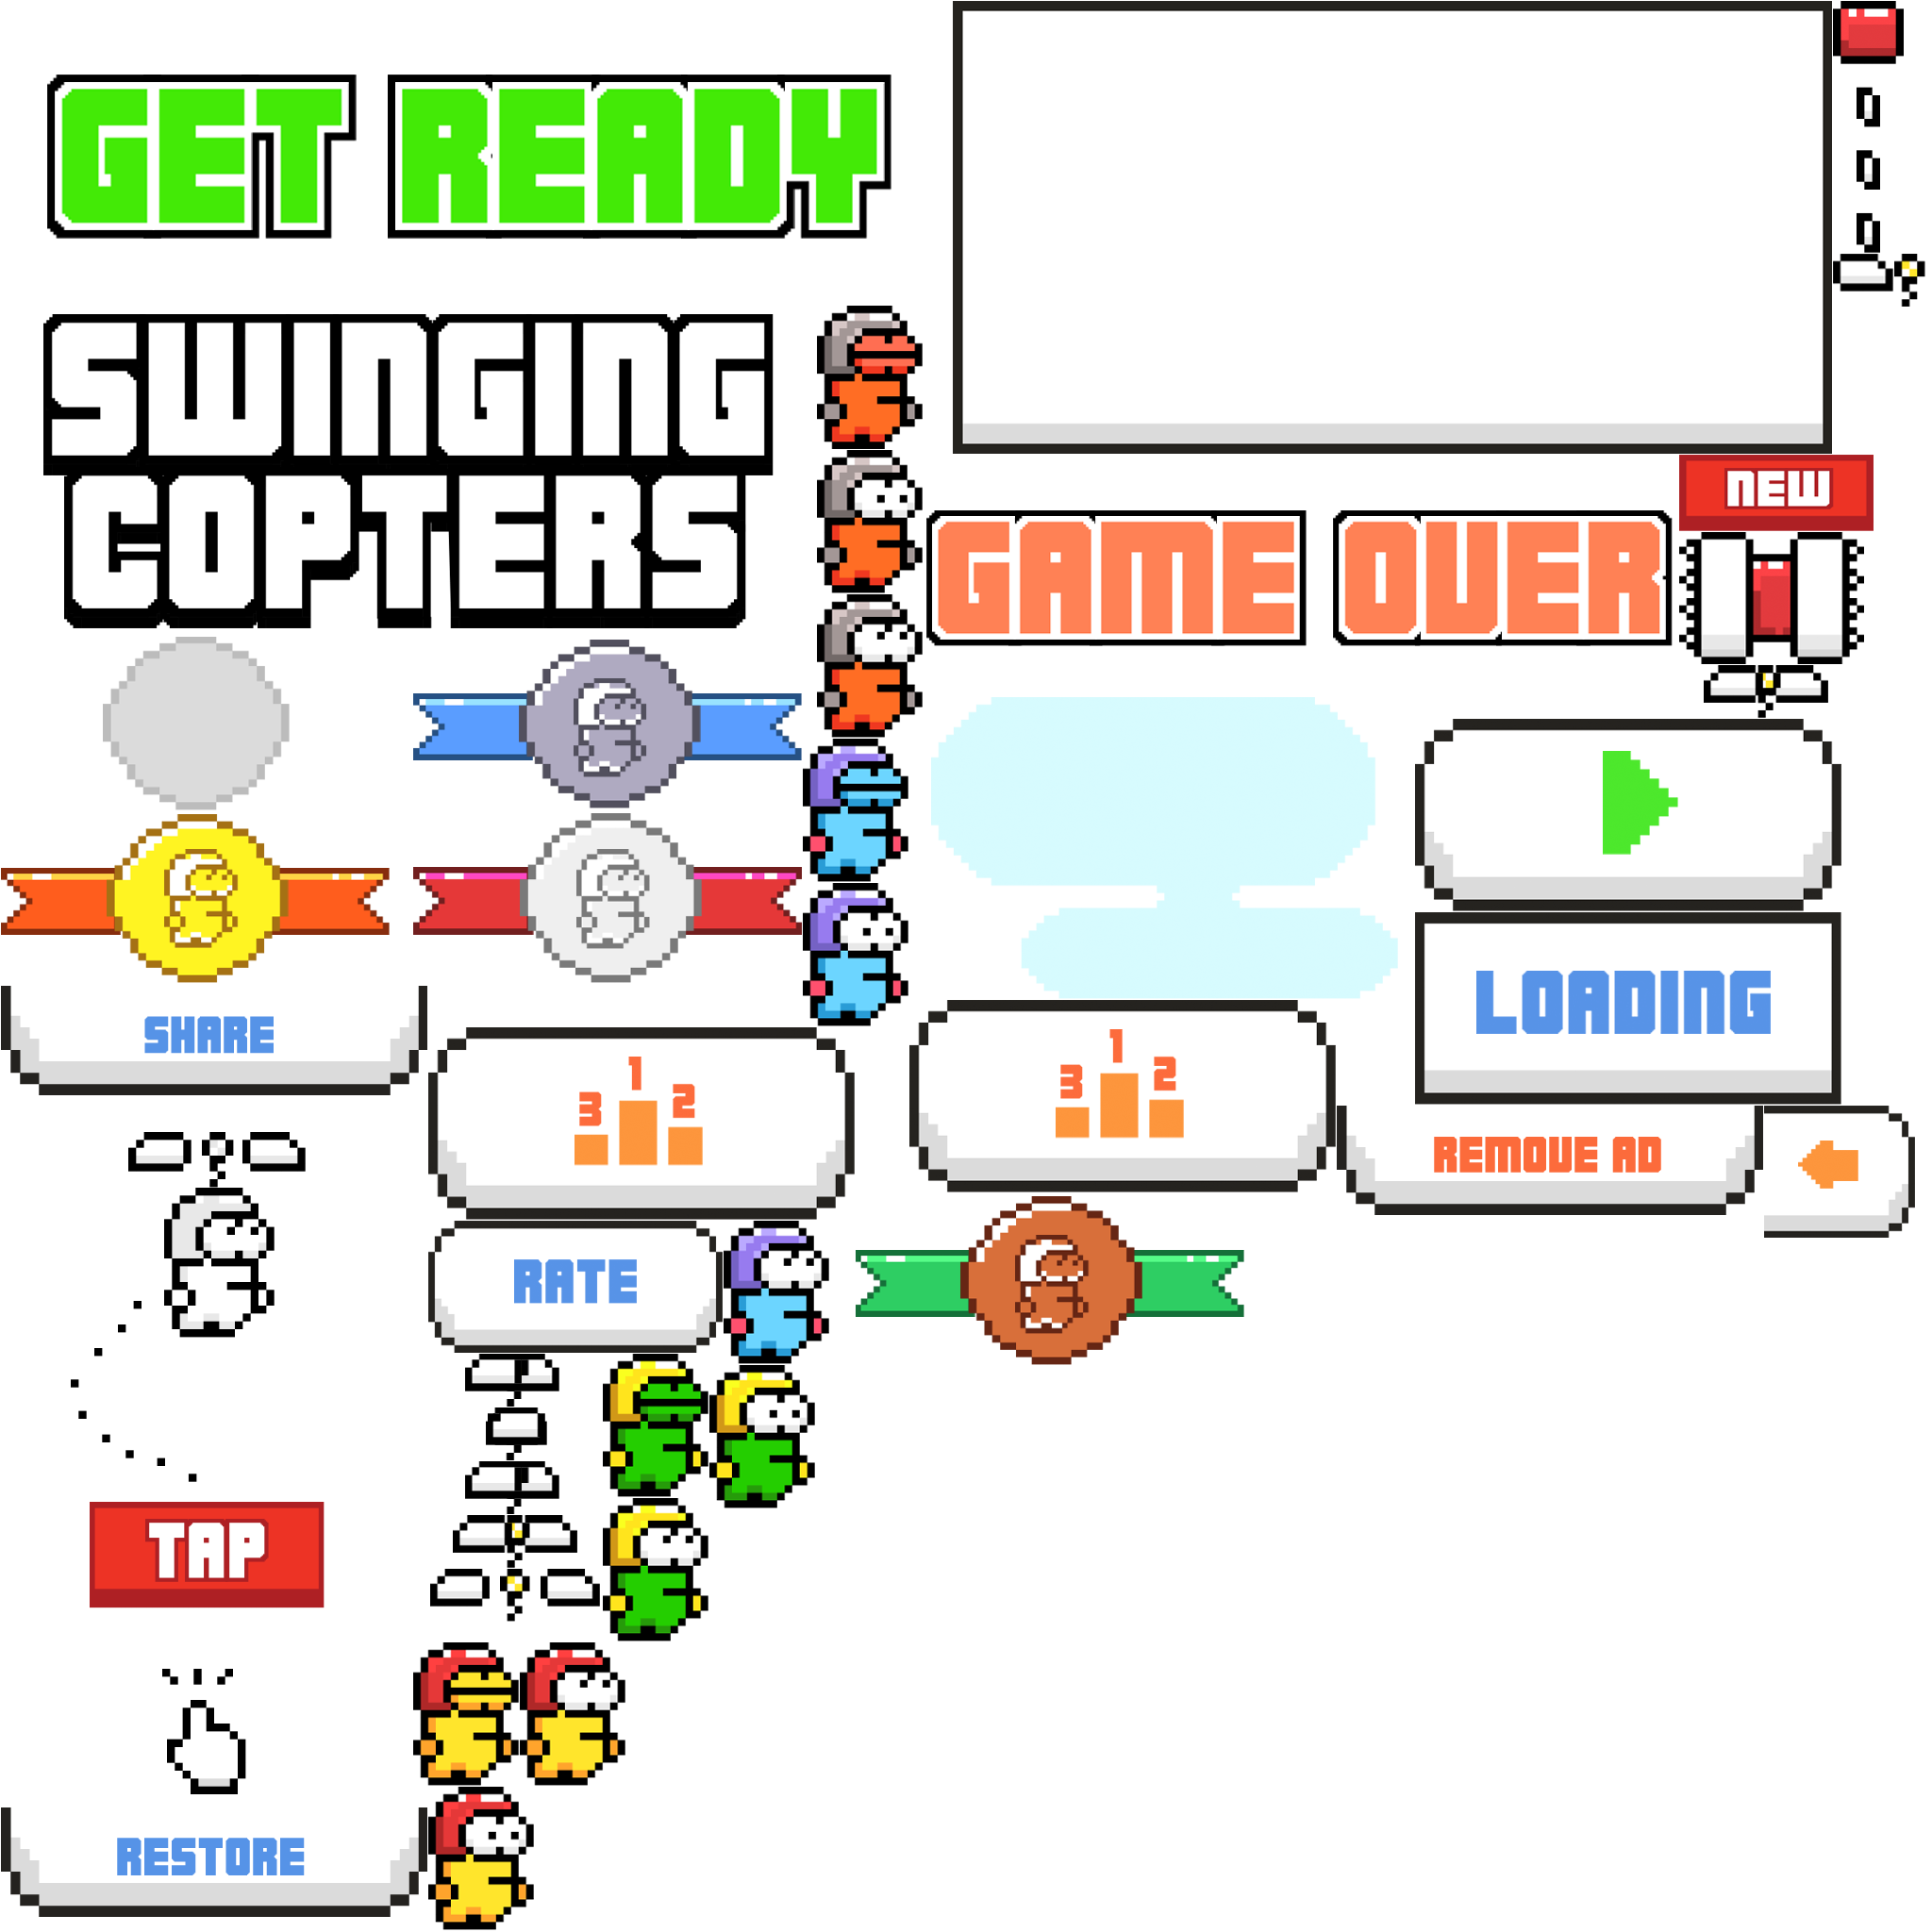 GET READY
SWINGING
COPTERS
NEW
GAME OVER
LOADING
SHARE
3 1 2
3 1 2
REMOVE AD
RATE
TAP
RESTORE